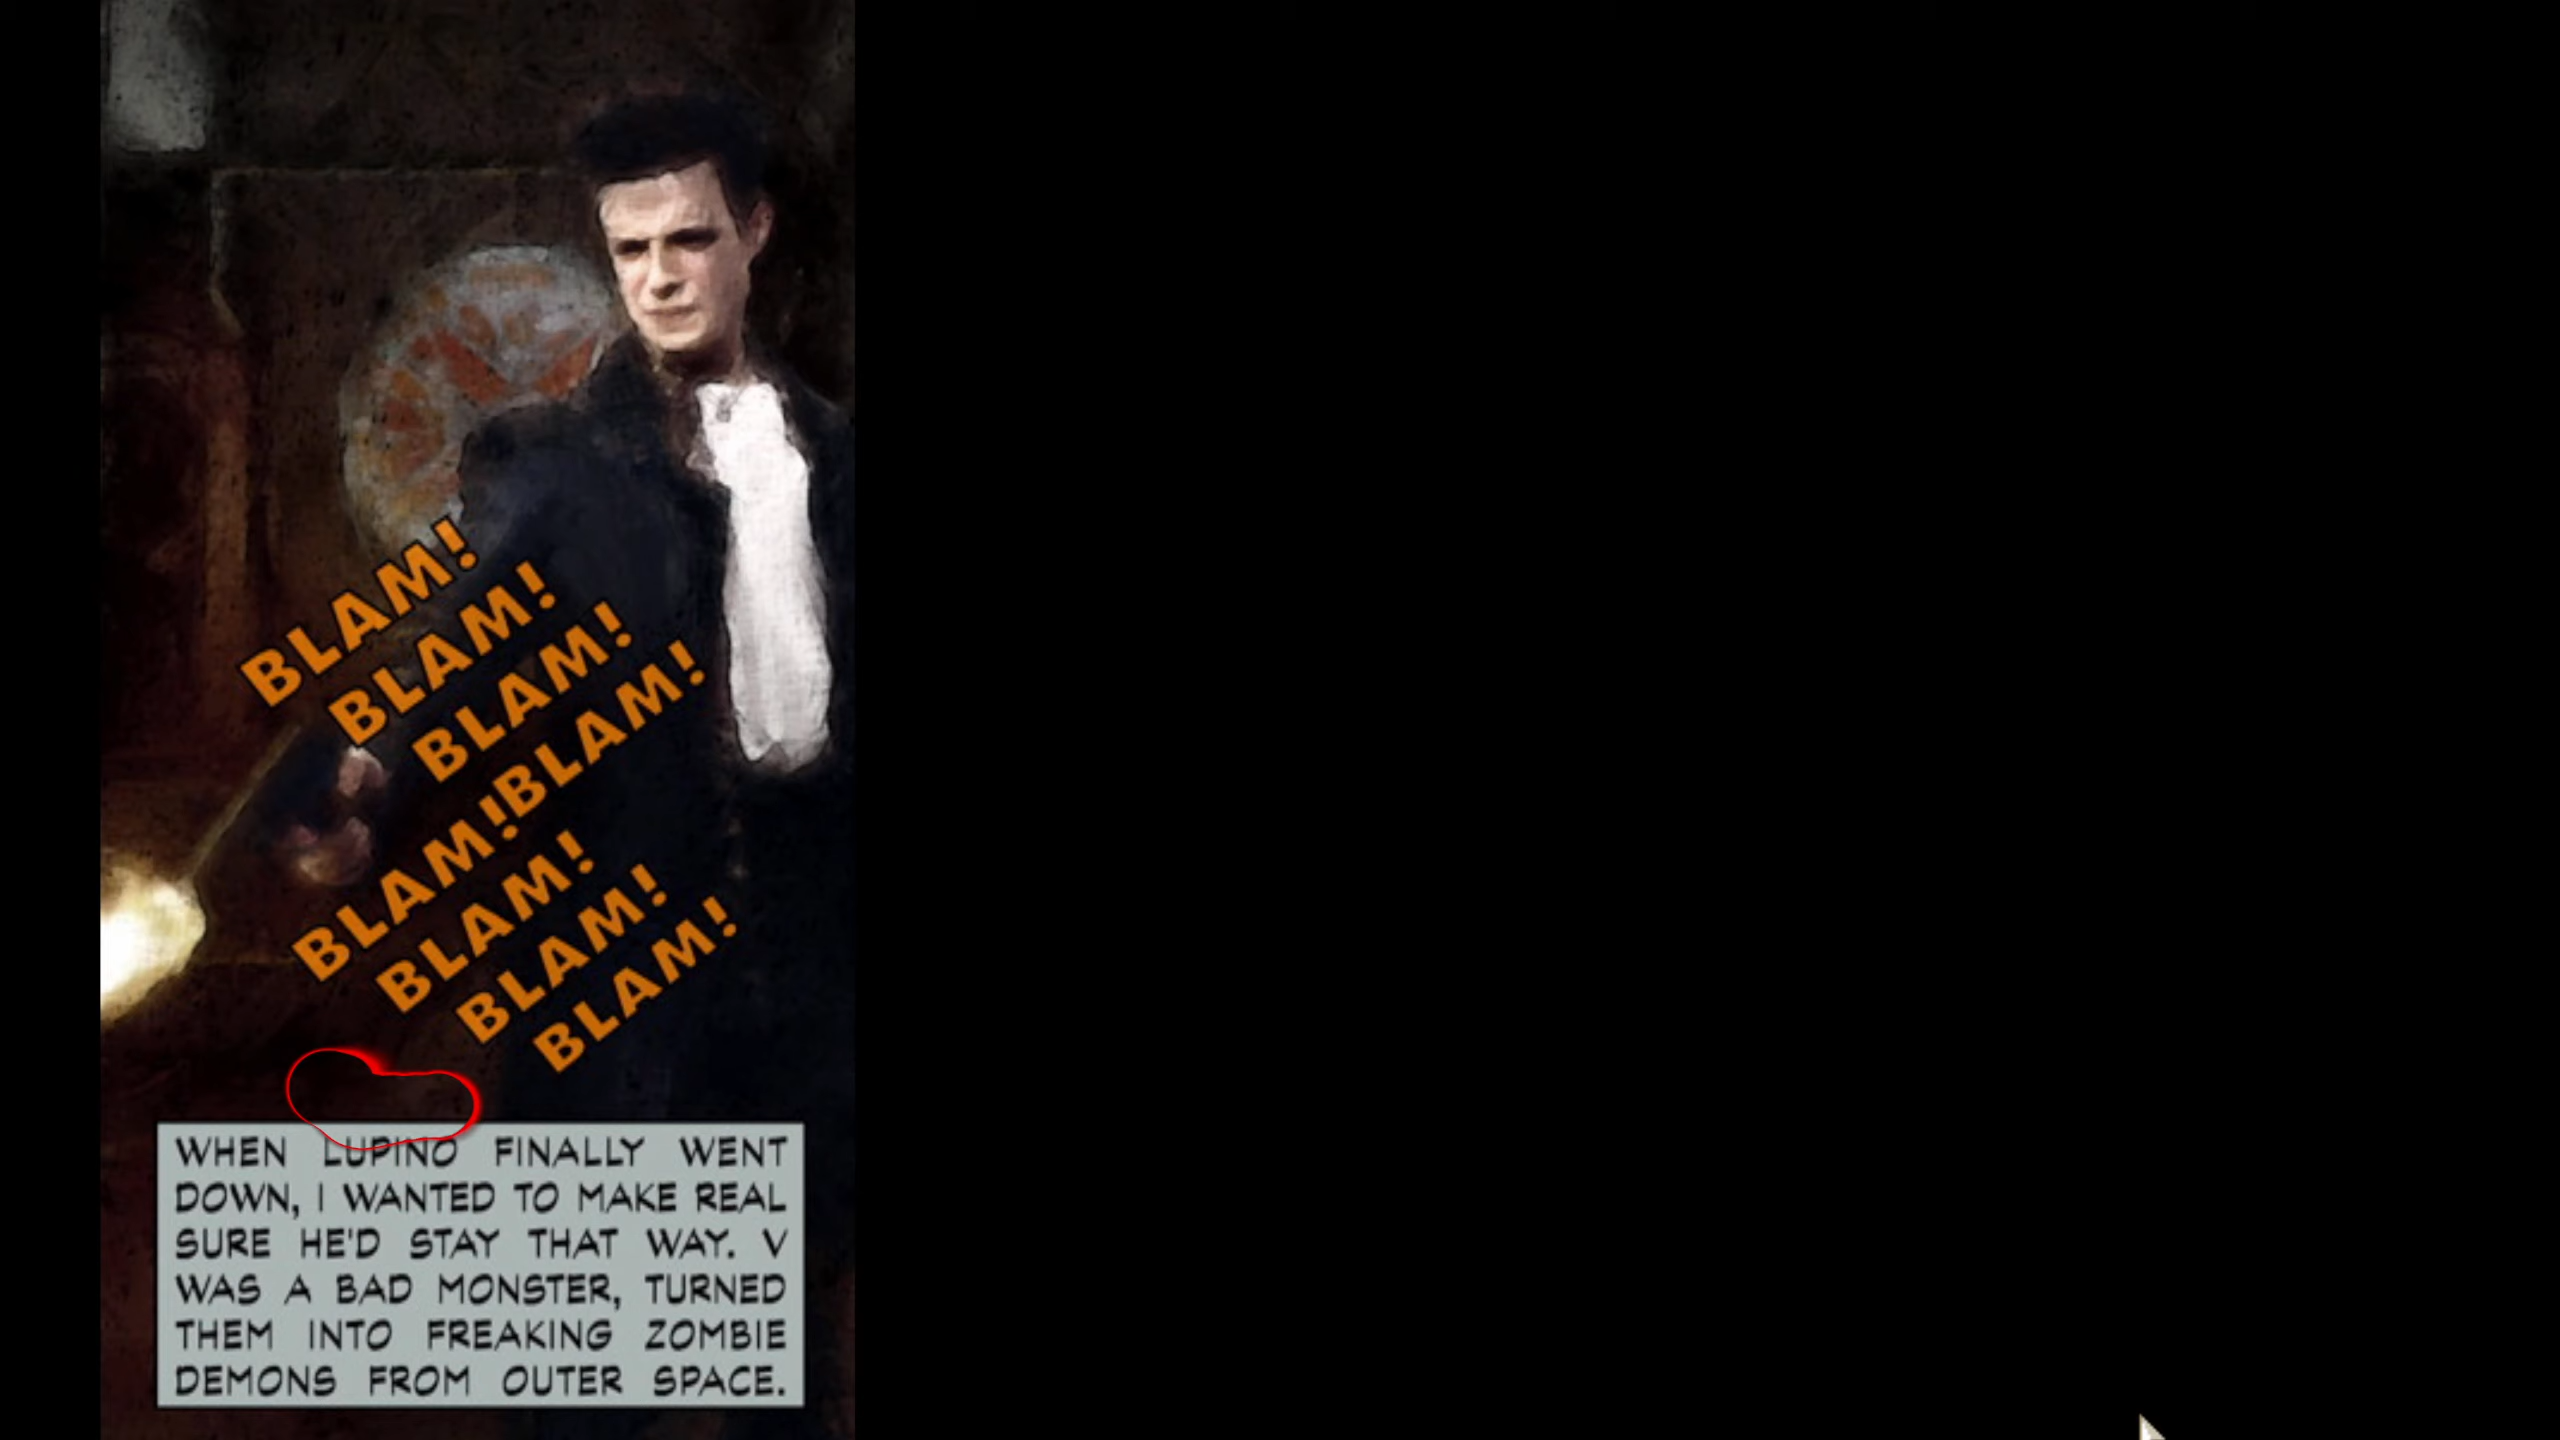 BLAM!
BLAM!
BLAM!
BLAM!
BLAM!
BLAM!
BLAM!
BLAM!
WHEN LUPINO FINALLY WENT
DOWN, I WANTED TO MAKE REAL
SURE HE'D STAY THAT WAY. V
WAS A BAD MONSTER, TURNED
THEM INTO FREAKING ZOMBIE
DEMONS FROM OUTER SPACE.